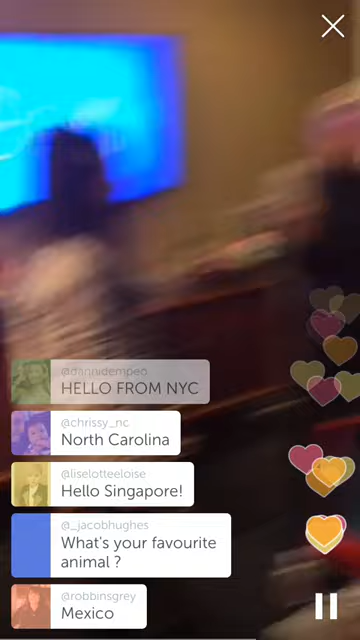 @dannidempeo
HELLO FROM NYC
@chrissy_nc
North Carolina
@liselotteeloise
Hello Singapore!
@_jacobhughes
What's your favourite
animal ?
@robbinsgrey
Mexico